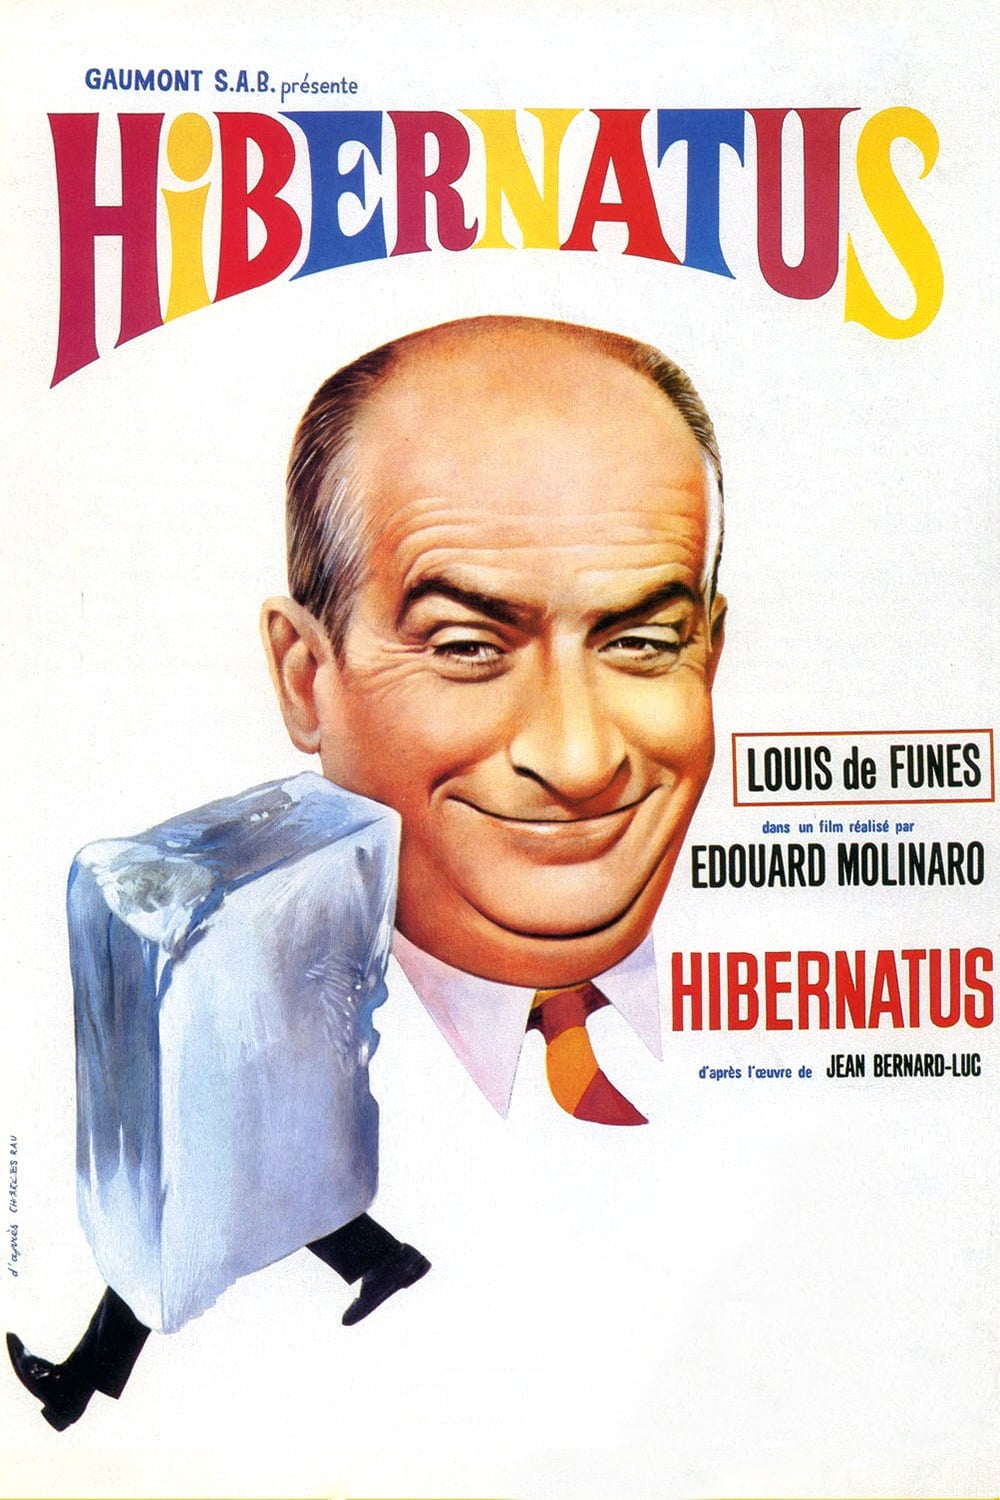 GAUMONT S.A.B. présente
HiBERNATUS
LOUIS de FUNES
dans un film réalisé par
EDOUARD MOLINARO
HIBERNATUS
d'après l'œuvre de JEAN BERNARD-LUC
d'après CHARLES RAU